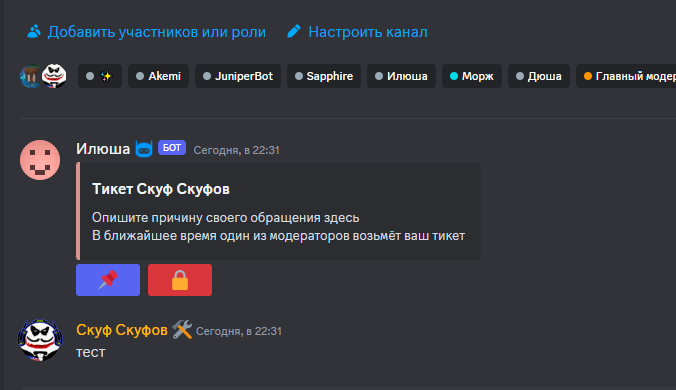 Добавить участников или роли Настроить канал
✨ Akemi JuniperBot Sapphire Илюша Морж Дюша Главный модер
Илюша БОТ Сегодня, в 22:31
Тикет Скуф Скуфов
Опишите причину своего обращения здесь
В ближайшее время один из модераторов возьмёт ваш тикет
Скуф Скуфов 🛠️ Сегодня, в 22:31
тест